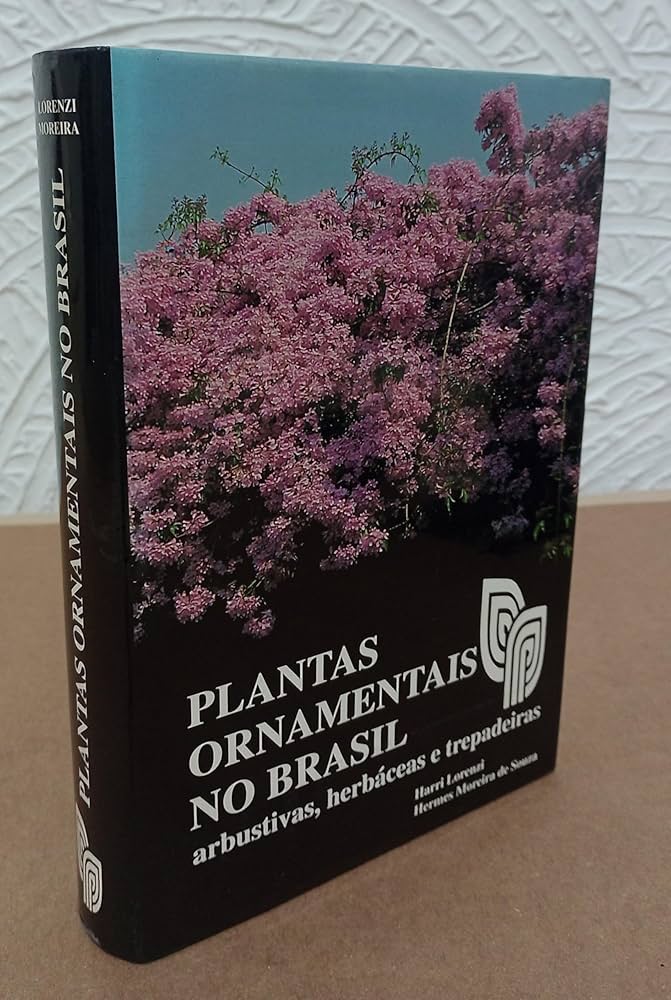 LORENZI
MOREIRA
PLANTAS ORNAMENTAIS NO BRASIL
PLANTAS
ORNAMENTAIS
NO BRASIL
arbustivas, herbáceas e trepadeiras
Harri Lorenzi
Hermes Moreira de Souza